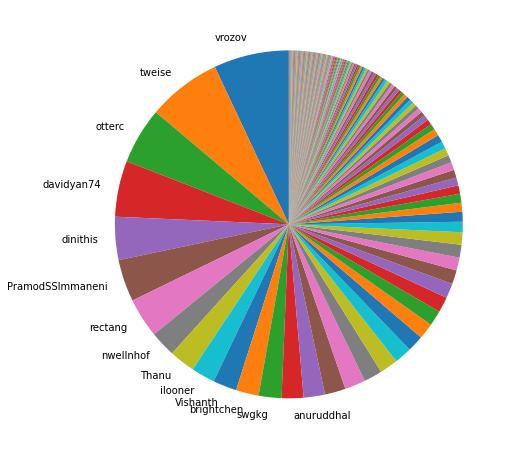 vrozov
tweise
otterc
davidyan74
dinithis
PramodSSImmaneni
rectang
nwellnhof
Thanu
ilooner
Vishanth
brightchen
swgkg
anuruddhal